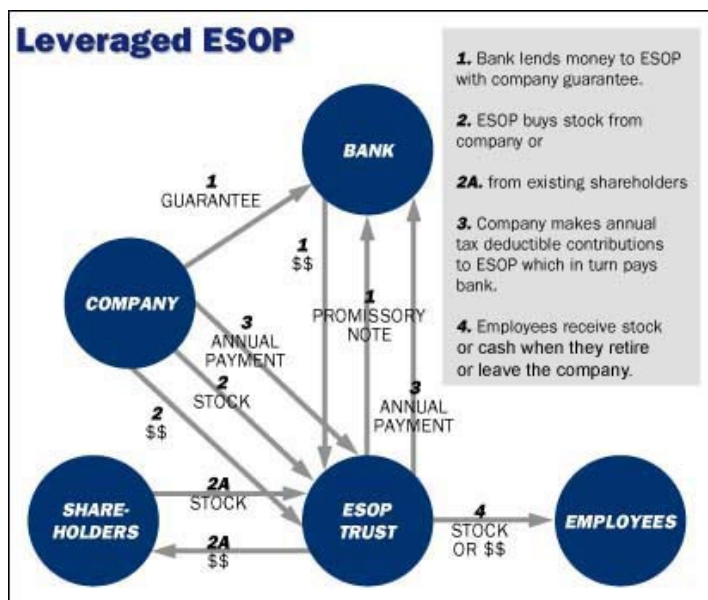 Leveraged ESOP
1. Bank lends money to ESOP
with company guarantee.
2. ESOP buys stock from
company or
2A. from existing shareholders
3. Company makes annual
tax deductible contributions
to ESOP which in turn pays
bank.
4. Employees receive stock
or cash when they retire
or leave the company.
BANK
1
GUARANTEE
1
$$
COMPANY
1
PROMISSORY
NOTE
3
ANNUAL
PAYMENT
2
STOCK
3
ANNUAL
PAYMENT
2
$$
SHARE-
HOLDERS
2A
STOCK
2A
$$
ESOP
TRUST
4
STOCK
OR $$
EMPLOYEES